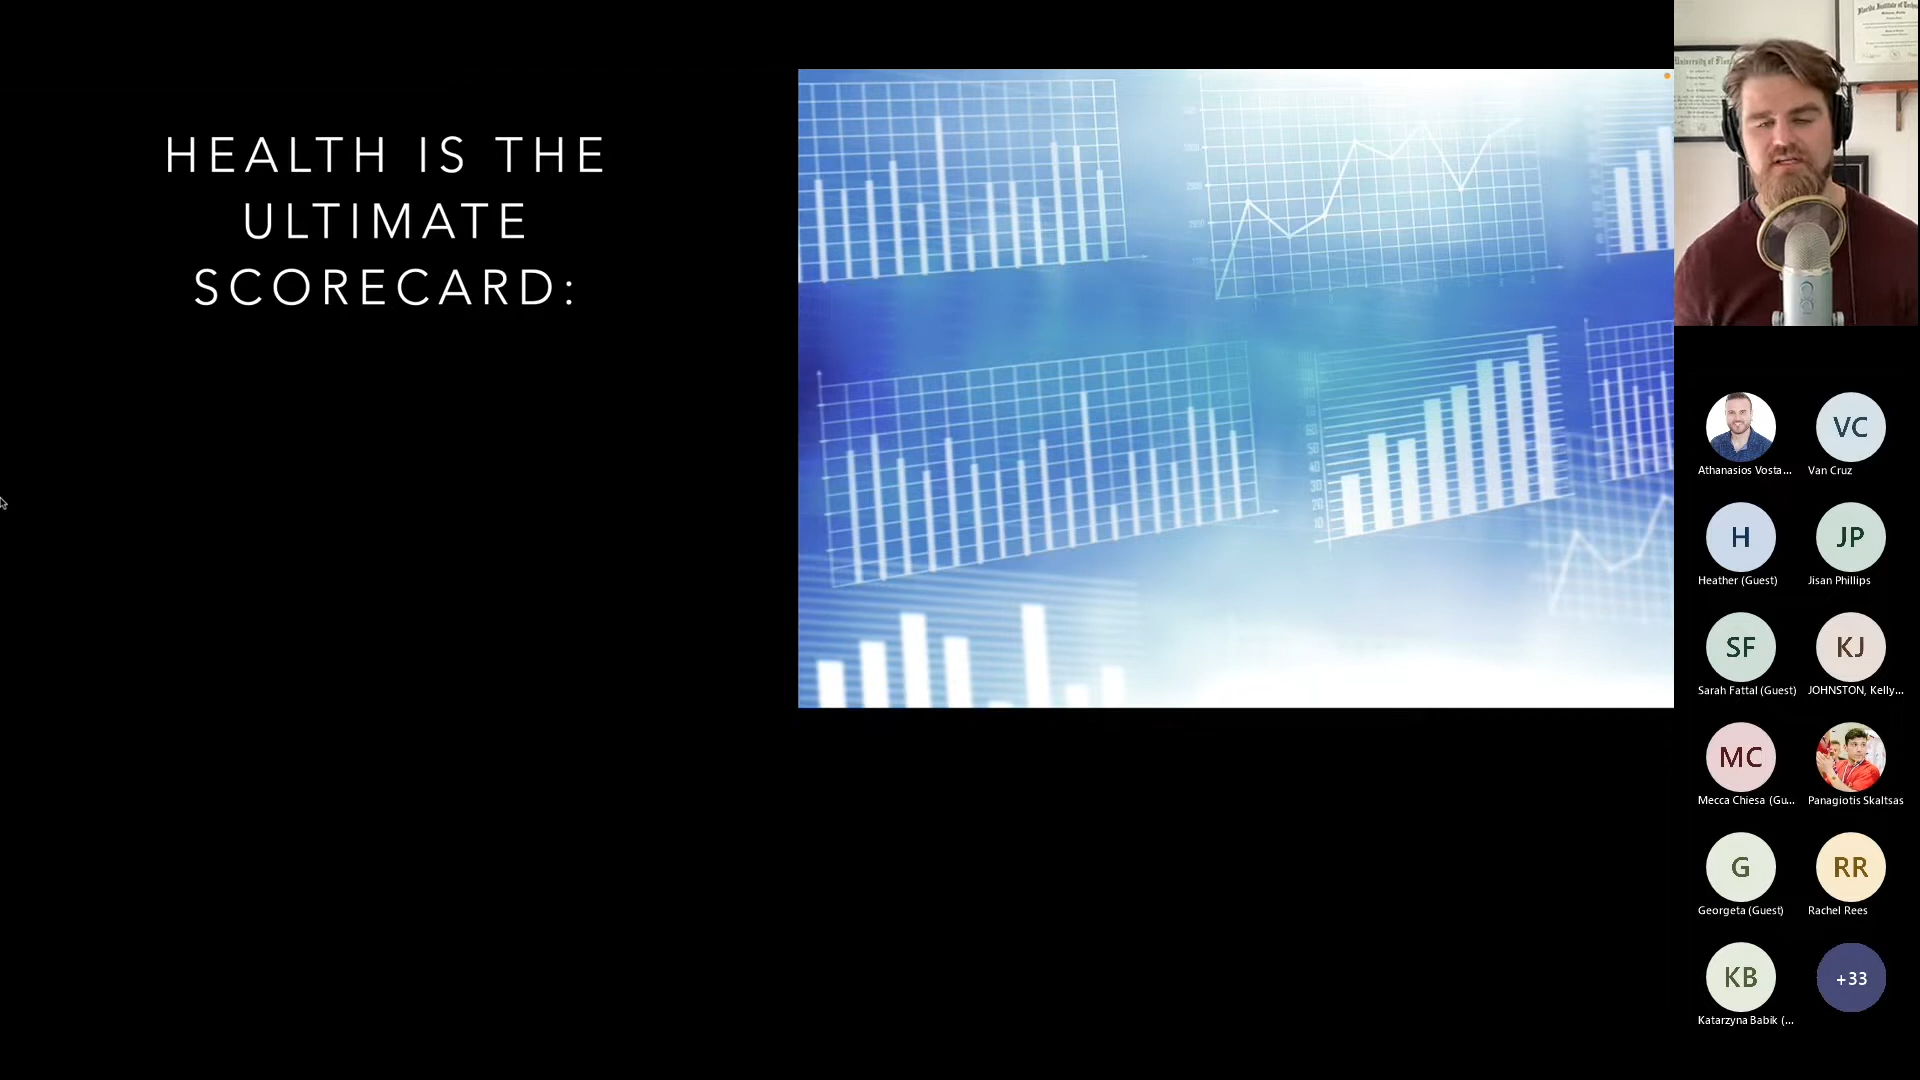 HEALTH IS THE
ULTIMATE
SCORECARD:
Athanasios Vosta...
VC
Van Cruz
H
Heather (Guest)
JP
Jisan Phillips
SF
Sarah Fattal (Guest)
KJ
JOHNSTON, Kelly...
MC
Mecca Chiesa (Gu...
Panagiotis Skaltsas
G
Georgeta (Guest)
RR
Rachel Rees
KB
Katarzyna Babik (...
+33